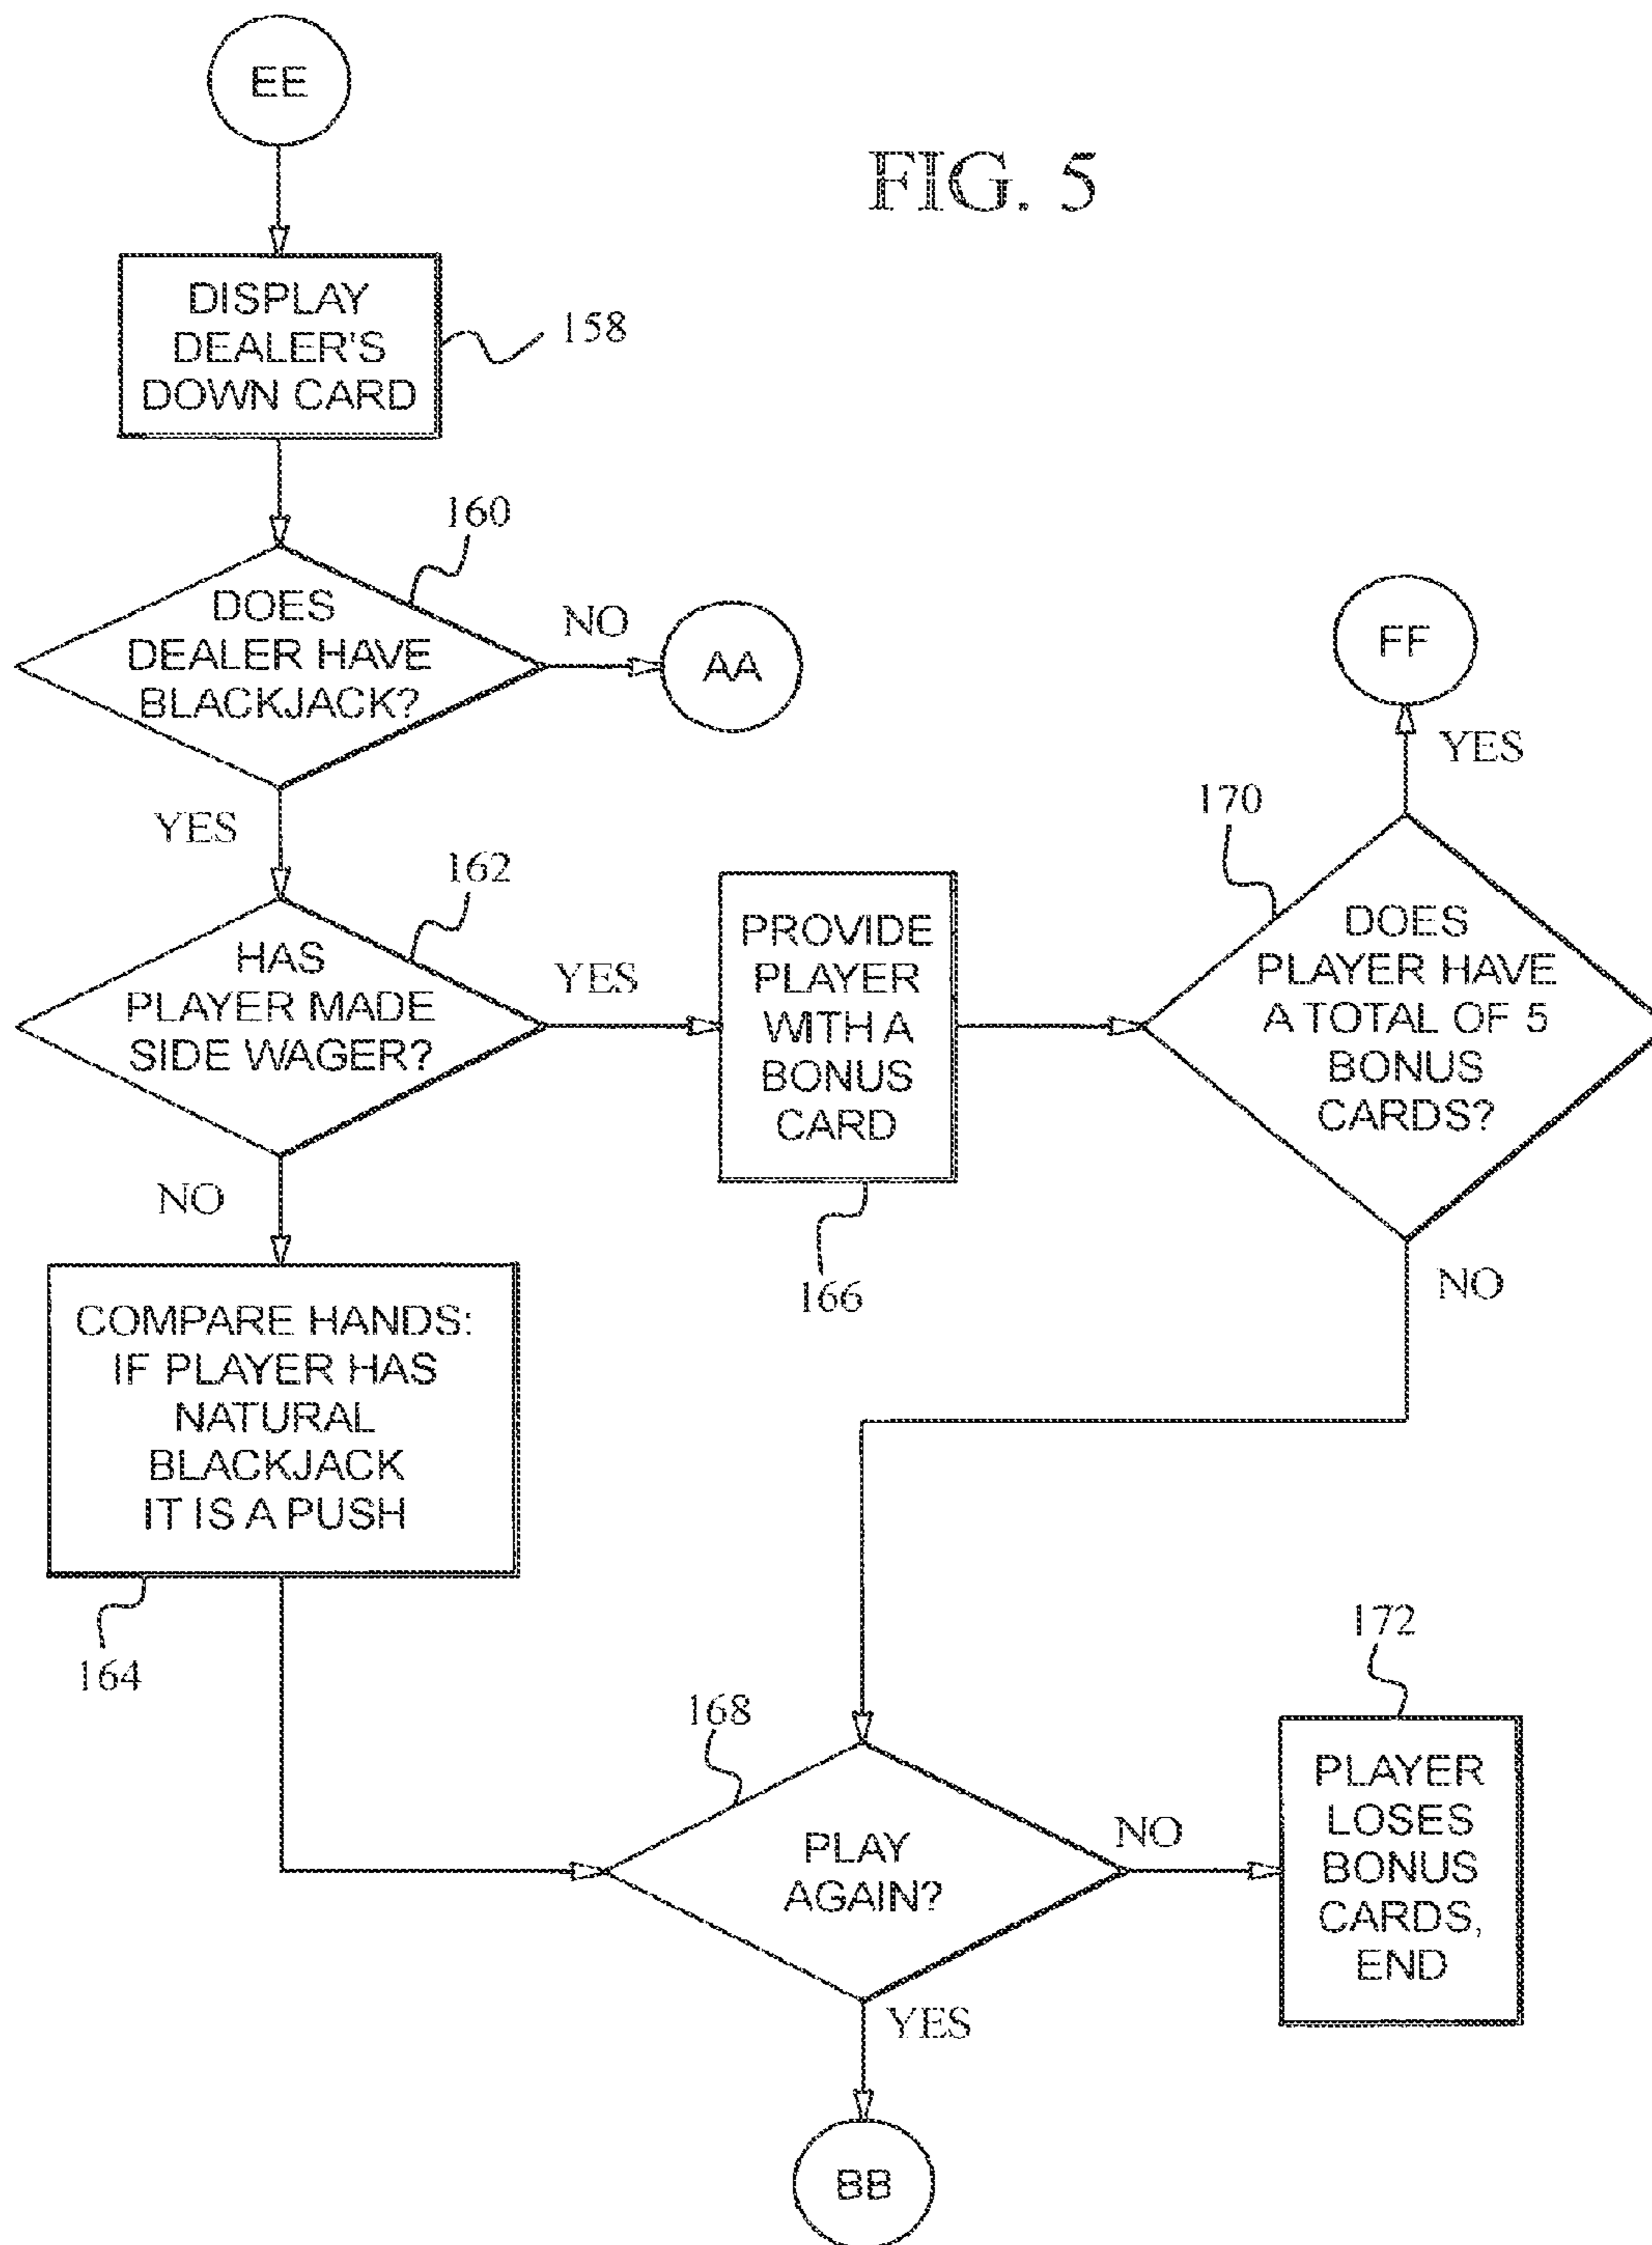 EE
FIG. 5
DISPLAY
DEALER'S
DOWN CARD
158
160
DOES
DEALER HAVE
BLACKJACK?
NO
AA
FF
YES
YES
162
170
HAS
PLAYER MADE
SIDE WAGER?
YES
PROVIDE
PLAYER
WITH A
BONUS
CARD
DOES
PLAYER HAVE
A TOTAL OF 5
BONUS
CARDS?
NO
166
NO
COMPARE HANDS:
IF PLAYER HAS
NATURAL
BLACKJACK
IT IS A PUSH
164
168
172
PLAY
AGAIN?
NO
PLAYER
LOSES
BONUS
CARDS,
END
YES
BB